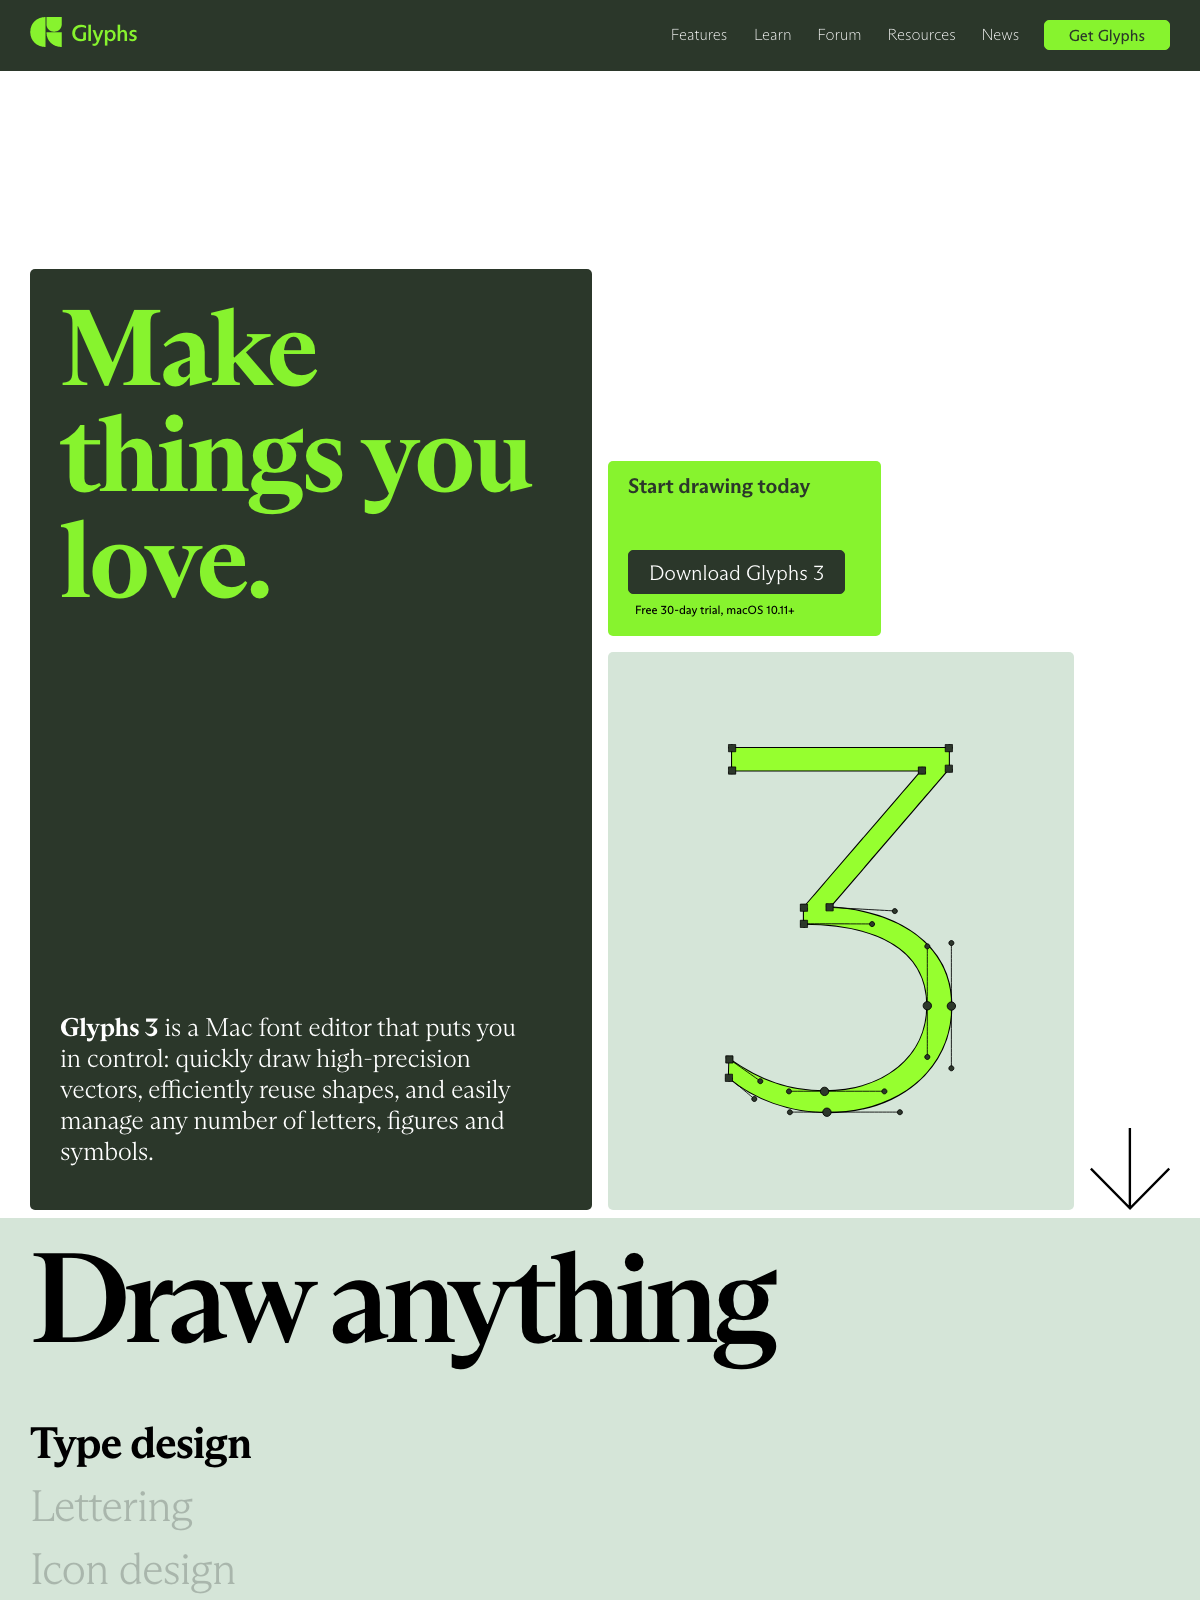 Glyphs
Features
Learn
Forum
Resources
News
Get Glyphs
Make
things you
love.
Start drawing today
Download Glyphs 3
Free 30-day trial, macOS 10.11+
3
Glyphs 3 is a Mac font editor that puts you
in control: quickly draw high-precision
vectors, efficiently reuse shapes, and easily
manage any number of letters, figures and
symbols.
Draw anything
Type design
Lettering
Icon design